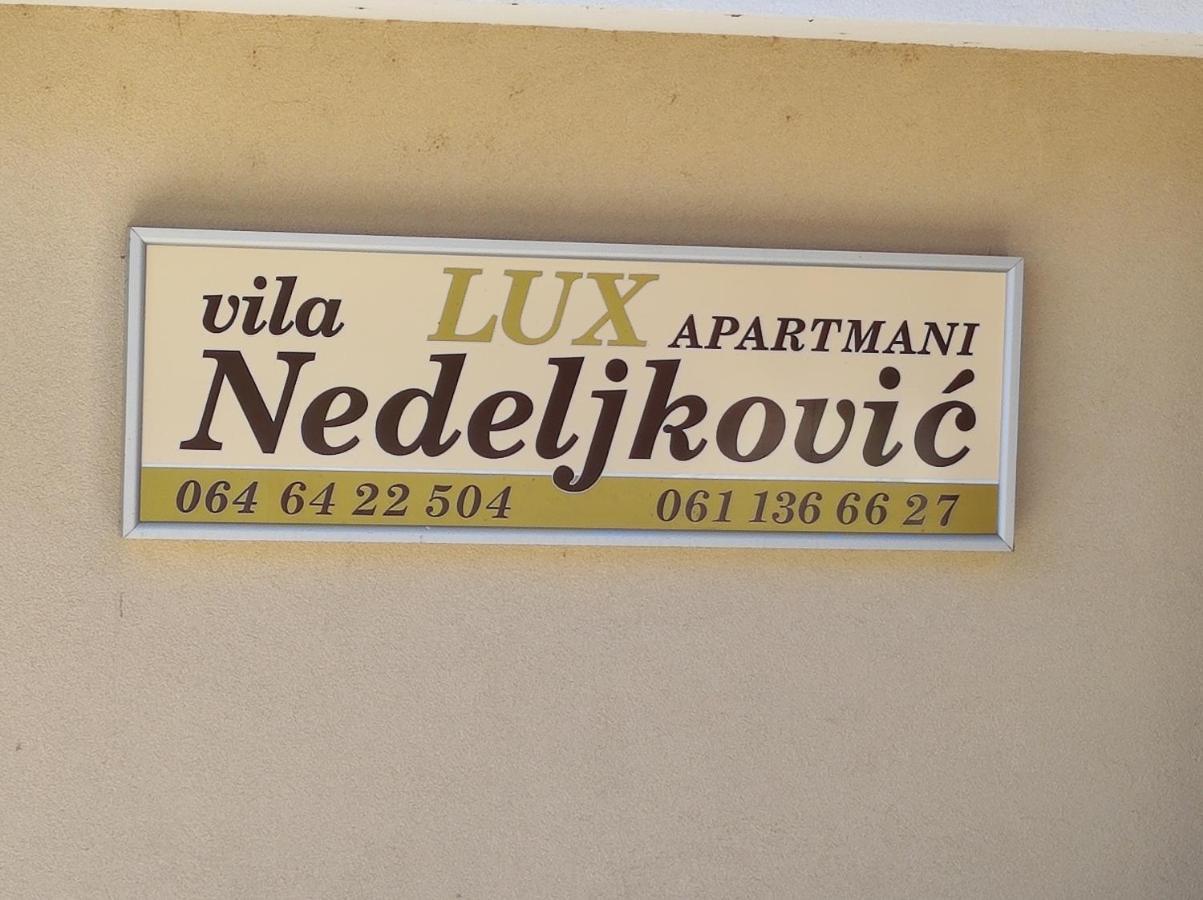 vila LUX APARTMANI
Nedeljković
064 64 22 504 061 136 66 27